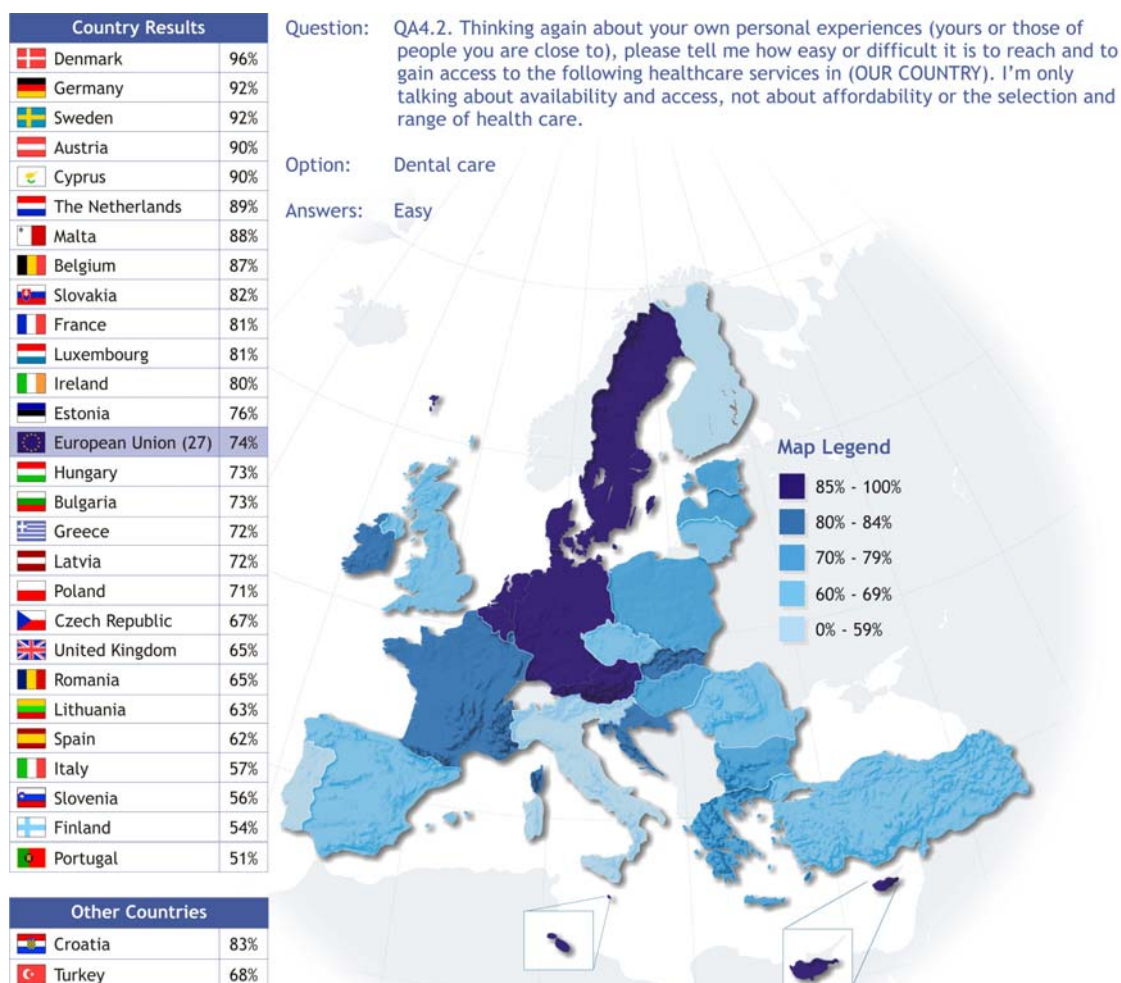 Country Results
Denmark 96%
Germany 92%
Sweden 92%
Austria 90%
Cyprus 90%
The Netherlands 89%
Malta 88%
Belgium 87%
Slovakia 82%
France 81%
Luxembourg 81%
Ireland 80%
Estonia 76%
European Union (27) 74%
Hungary 73%
Bulgaria 73%
Greece 72%
Latvia 72%
Poland 71%
Czech Republic 67%
United Kingdom 65%
Romania 65%
Lithuania 63%
Spain 62%
Italy 57%
Slovenia 56%
Finland 54%
Portugal 51%
Other Countries
Croatia 83%
Turkey 68%
Question: QA4.2. Thinking again about your own personal experiences (yours or those of
people you are close to), please tell me how easy or difficult it is to reach and to
gain access to the following healthcare services in (OUR COUNTRY). I'm only
talking about availability and access, not about affordability or the selection and
range of health care.
Option: Dental care
Answers: Easy
Map Legend
85% - 100%
80% - 84%
70% - 79%
60% - 69%
0% - 59%